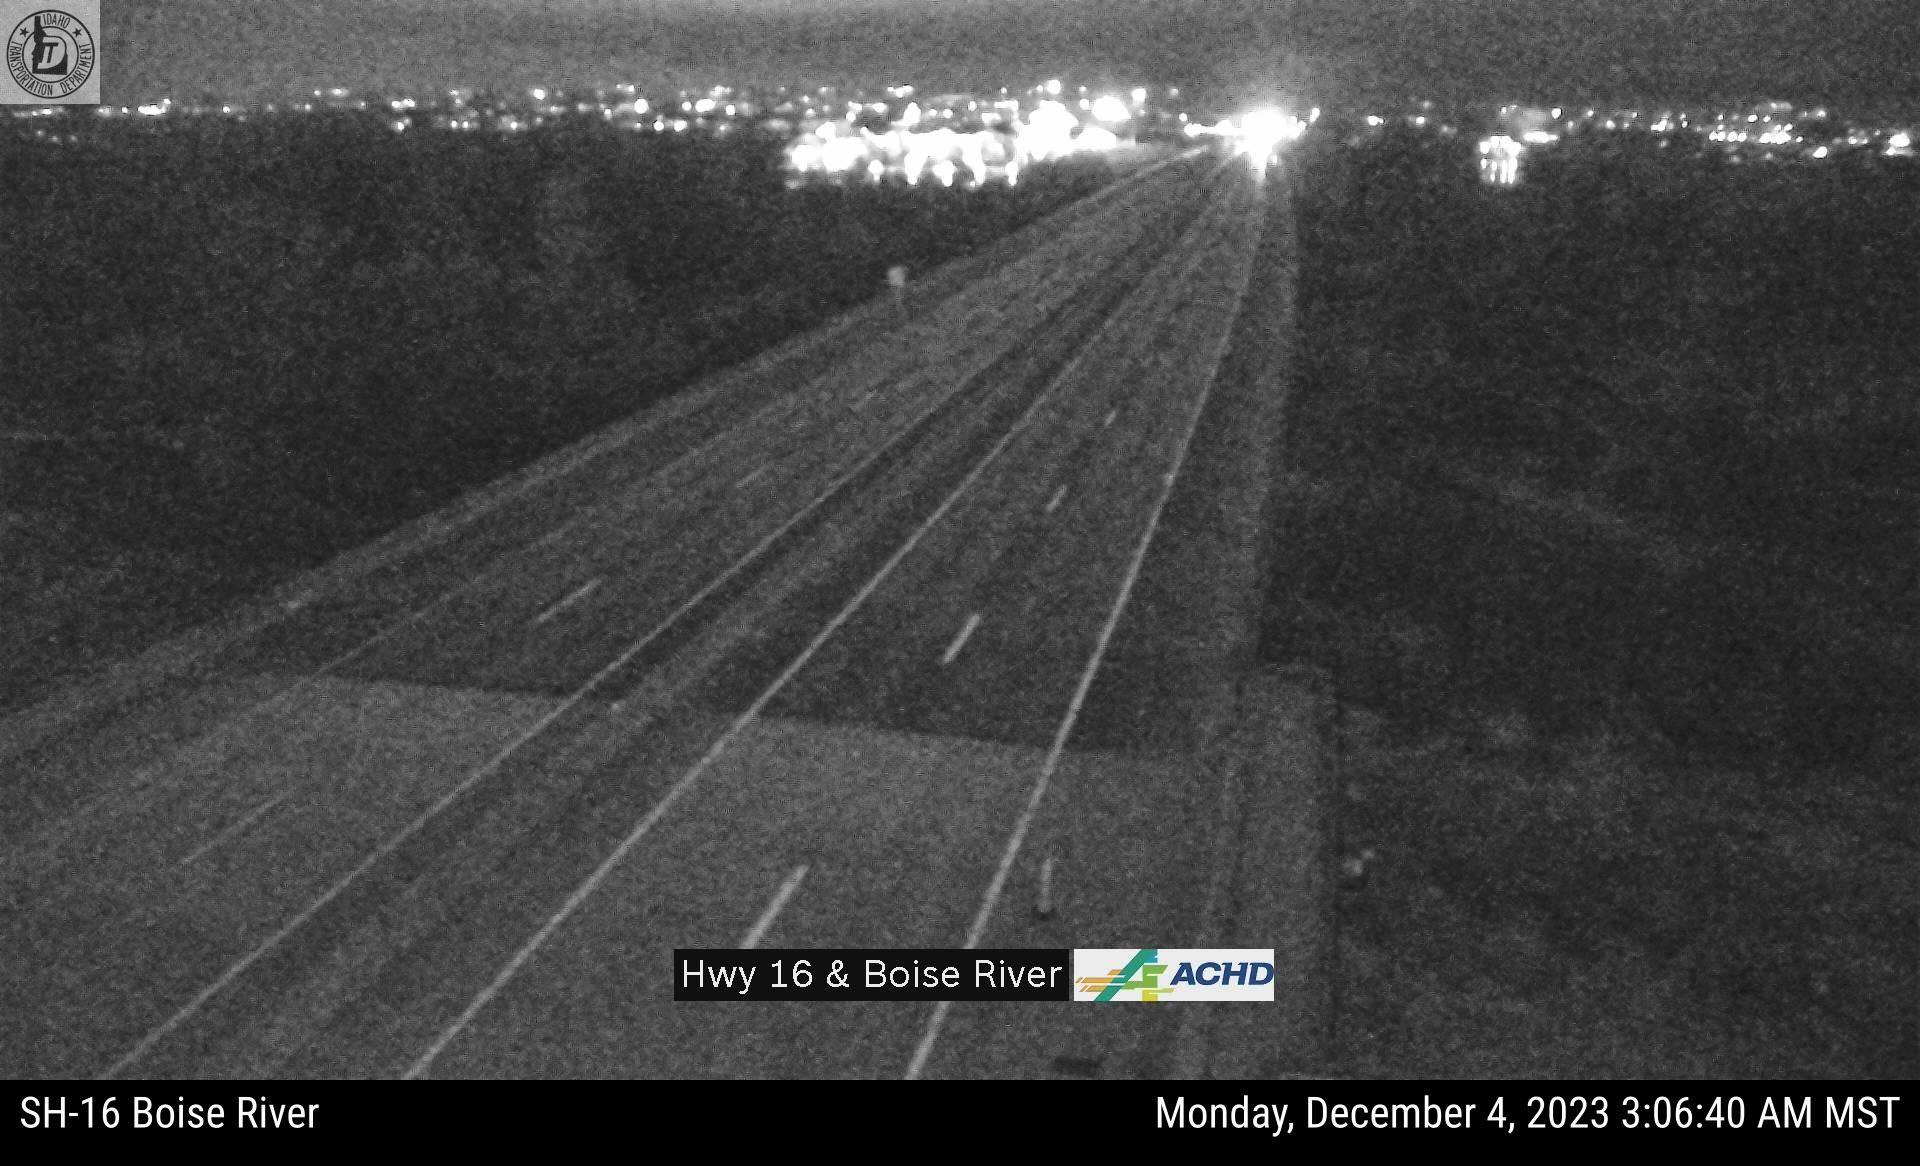 IDAHO
TRANSPORTATION DEPARTMENT
Hwy 16 & Boise River
ACHD
SH-16 Boise River
Monday, December 4, 2023 3:06:40 AM MST